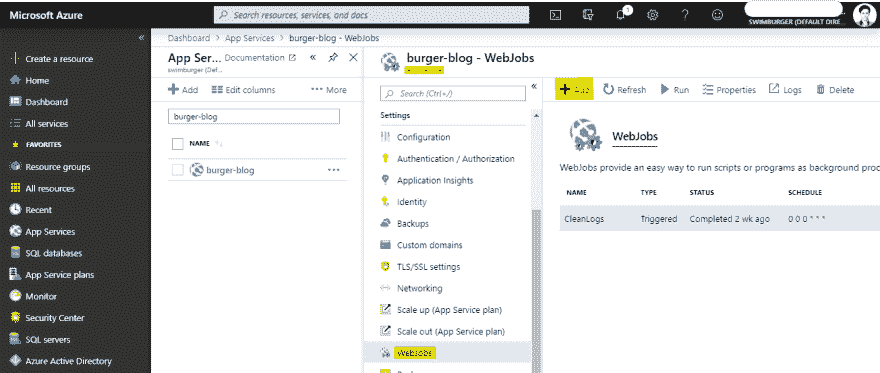 Microsoft Azure
Search resources, services, and docs
1
SWIMBURGER (DEFAULT DIRE...
Create a resource
Home
Dashboard
All services
FAVORITES
Resource groups
All resources
Recent
App Services
SQL databases
App Service plans
Monitor
Security Center
SQL servers
Azure Active Directory
Dashboard > App Services > burger-blog - WebJobs
App Ser... Documentation
swimburger (Def...
Add Edit columns ... More
burger-blog
NAME
burger-blog ...
burger-blog - WebJobs
Search (Ctrl+/)
Settings
Configuration
Authentication / Authorization
Application Insights
Identity
Backups
Custom domains
TLS/SSL settings
Networking
Scale up (App Service plan)
Scale out (App Service plan)
WebJobs
Refresh Run Properties Logs Delete
WebJobs
WebJobs provide an easy way to run scripts or programs as background proc
NAME TYPE STATUS SCHEDULE
CleanLogs Triggered Completed 2 wk ago 0 0 0 * * *